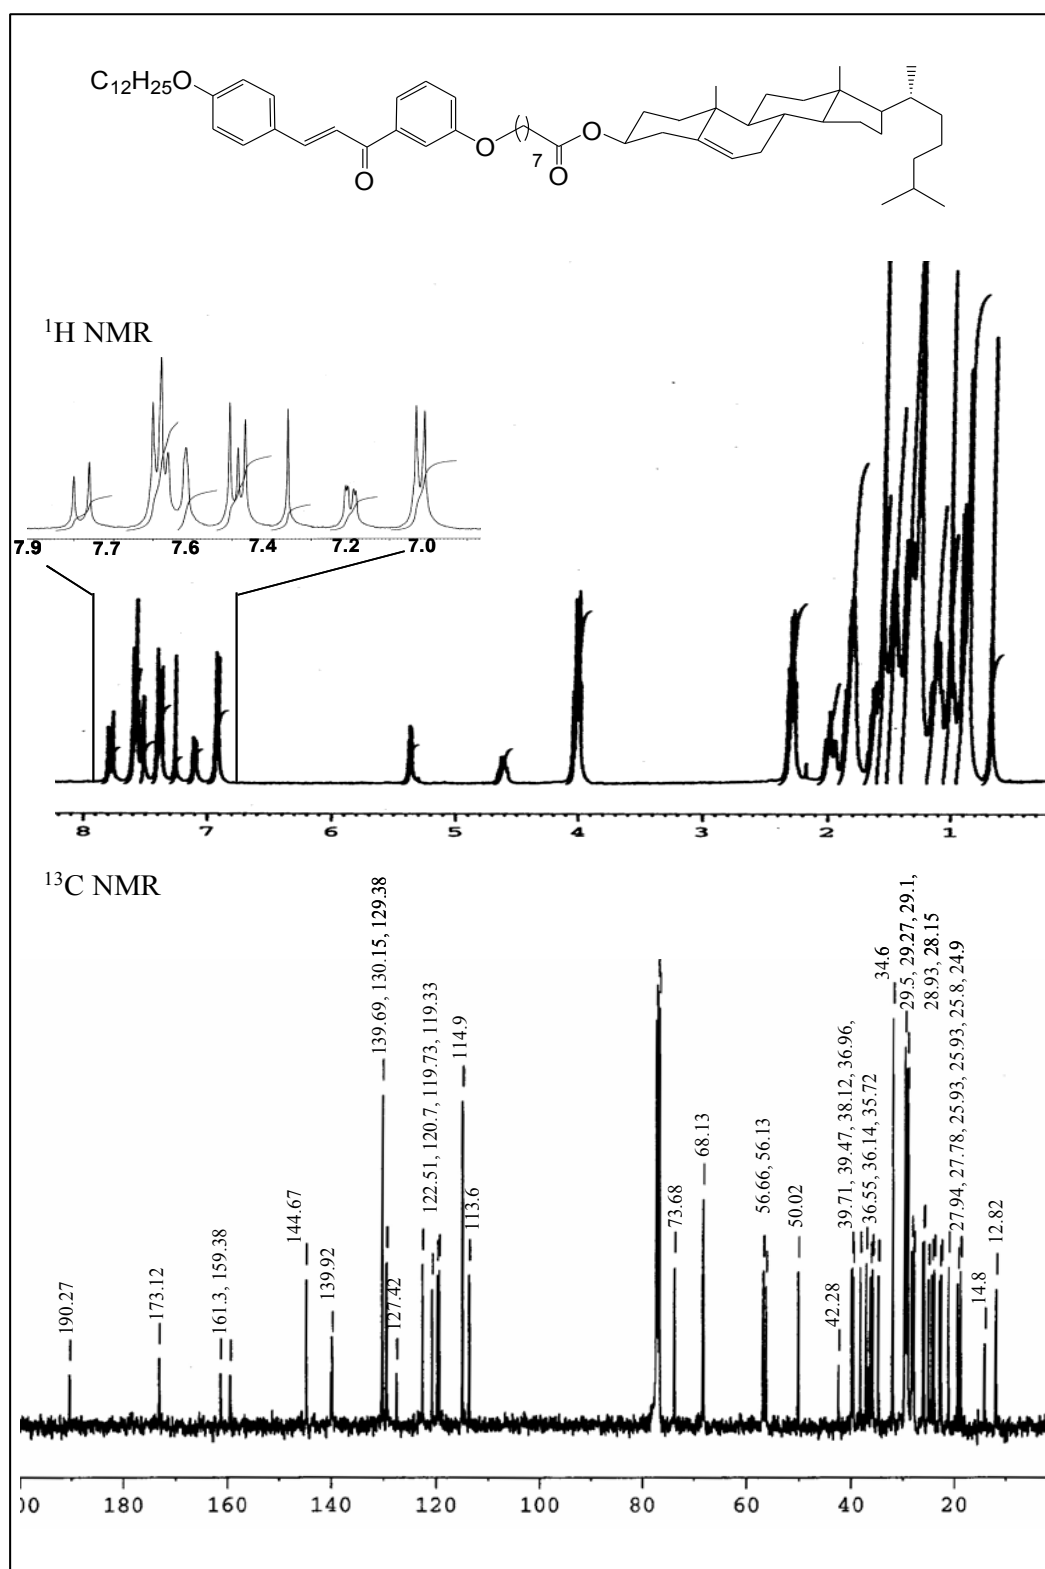 C12H25O
O
O
7
O
O
¹H NMR
7.9 7.7 7.6 7.4 7.2 7.0
8 7 6 5 4 3 2 1
¹³C NMR
190.27
173.12
161.3, 159.38
144.67
139.92
139.69, 130.15, 129.38
127.42
122.51, 120.7, 119.73, 119.33
114.9
113.6
73.68
68.13
56.66, 56.13
50.02
42.28
39.71, 39.47, 38.12, 36.96,
36.55, 36.14, 35.72
34.6
29.5, 29.27, 29.1,
28.93, 28.15
27.94, 27.78, 25.93, 25.93, 25.8, 24.9
14.8
12.82
00 180 160 140 120 100 80 60 40 20